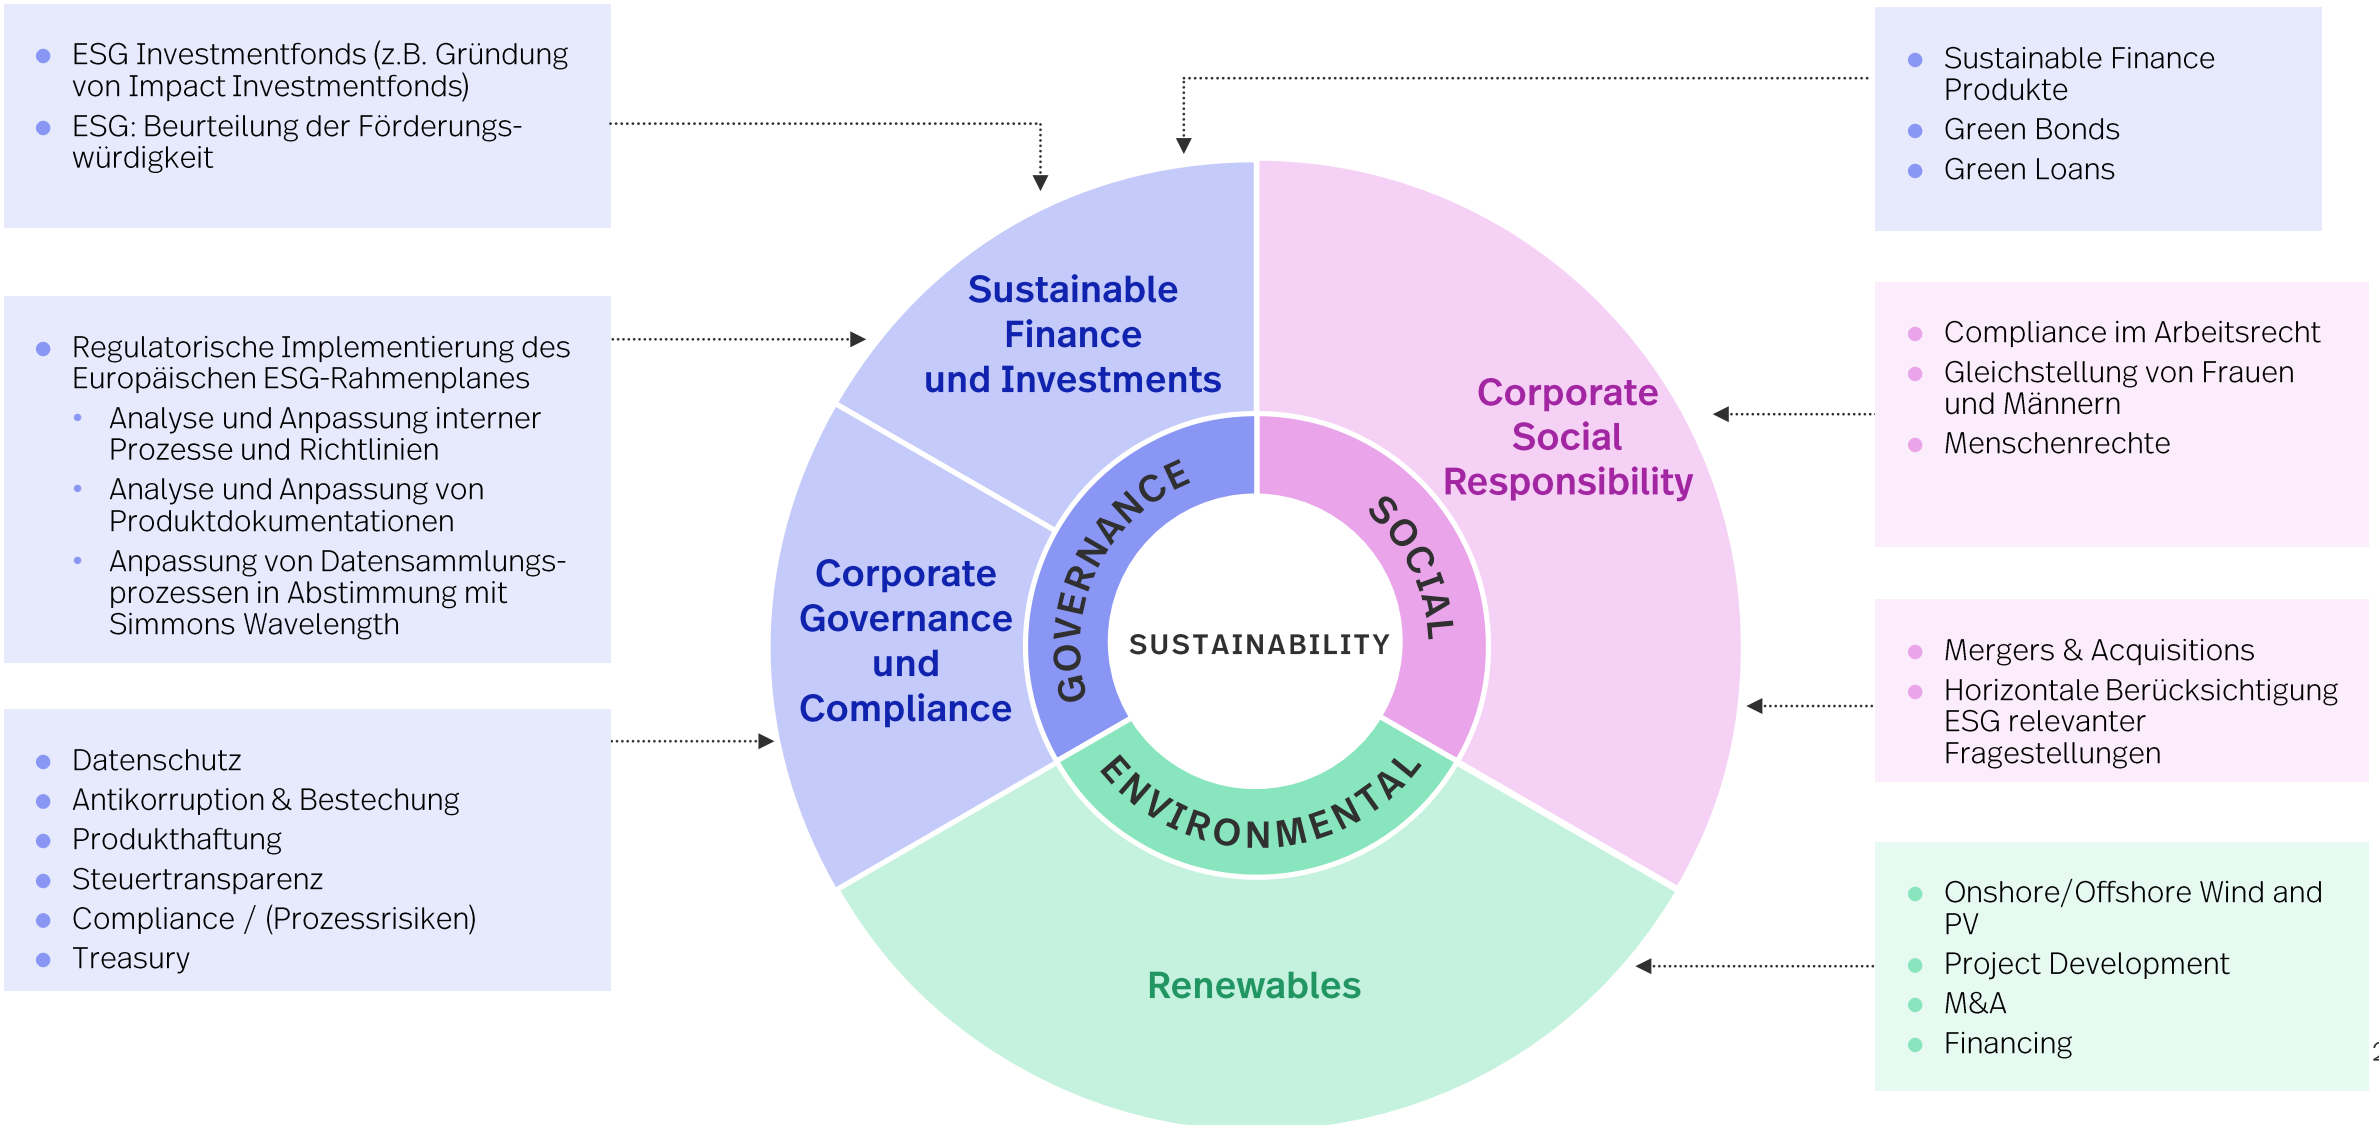 ESG Investmentfonds (z.B. Gründung
von Impact Investmentfonds)
ESG: Beurteilung der Förderungs-
würdigkeit
Regulatorische Implementierung des
Europäischen ESG-Rahmenplanes
Analyse und Anpassung interner
Prozesse und Richtlinien
Analyse und Anpassung von
Produktdokumentationen
Anpassung von Datensammlungs-
prozessen in Abstimmung mit
Simmons Wavelength
Datenschutz
Antikorruption & Bestechung
Produkthaftung
Steuertransparenz
Compliance / (Prozessrisiken)
Treasury
Sustainable
Finance
und Investments
Corporate
Governance
und
Compliance
Corporate
Social
Responsibility
GOVERNANCE
SOCIAL
SUSTAINABILITY
ENVIRONMENTAL
Renewables
Sustainable Finance
Produkte
Green Bonds
Green Loans
Compliance im Arbeitsrecht
Gleichstellung von Frauen
und Männern
Menschenrechte
Mergers & Acquisitions
Horizontale Berücksichtigung
ESG relevanter
Fragestellungen
Onshore/Offshore Wind and
PV
Project Development
M&A
Financing